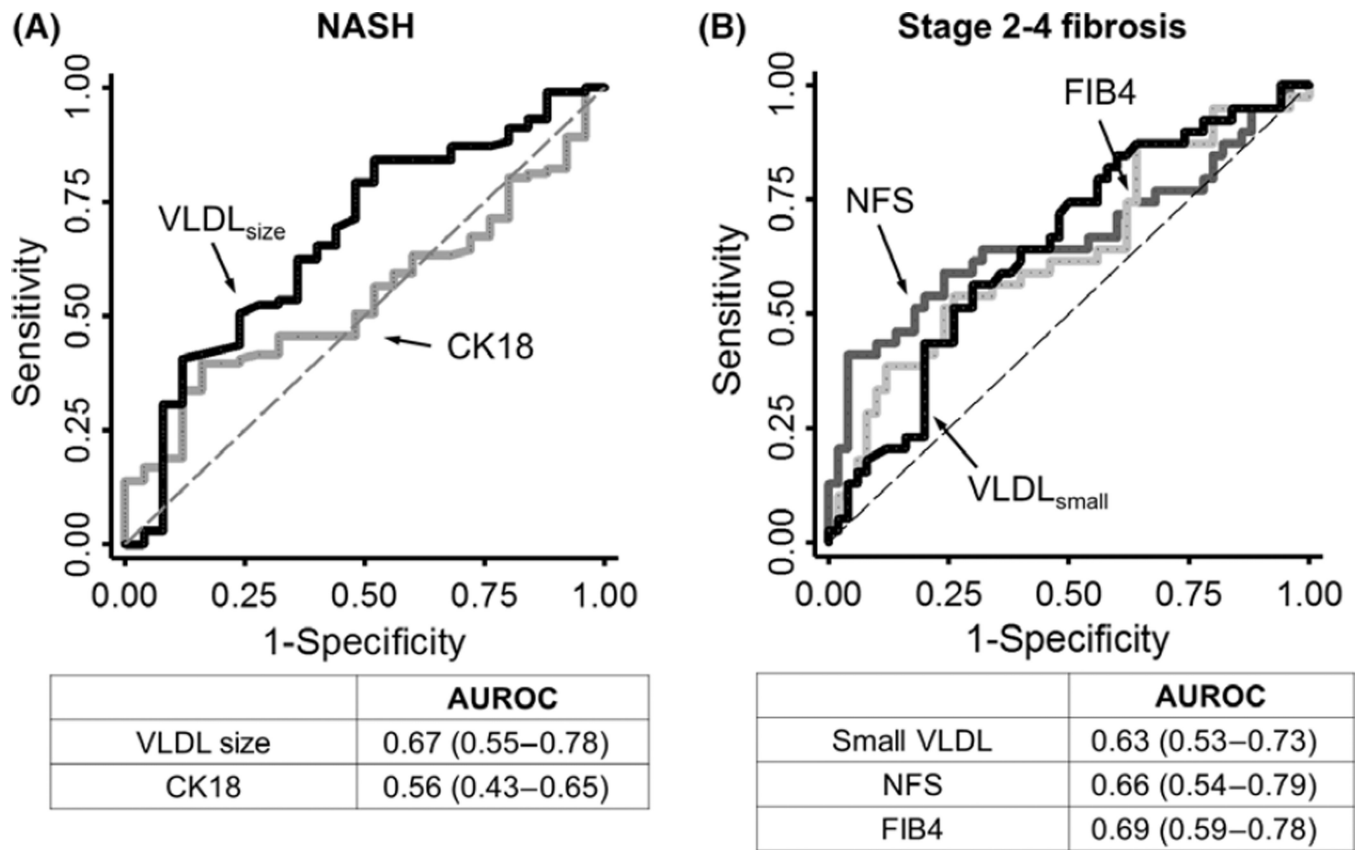 (A) NASH
1.00
0.75
0.50
0.25
0.00
Sensitivity
VLDLsize
CK18
0.00 0.25 0.50 0.75 1.00
1-Specificity
AUROC
VLDL size 0.67 (0.55–0.78)
CK18 0.56 (0.43–0.65)
(B) Stage 2-4 fibrosis
1.00
0.75
0.50
0.25
0.00
Sensitivity
FIB4
NFS
VLDLsmall
0.00 0.25 0.50 0.75 1.00
1-Specificity
AUROC
Small VLDL 0.63 (0.53–0.73)
NFS 0.66 (0.54–0.79)
FIB4 0.69 (0.59–0.78)